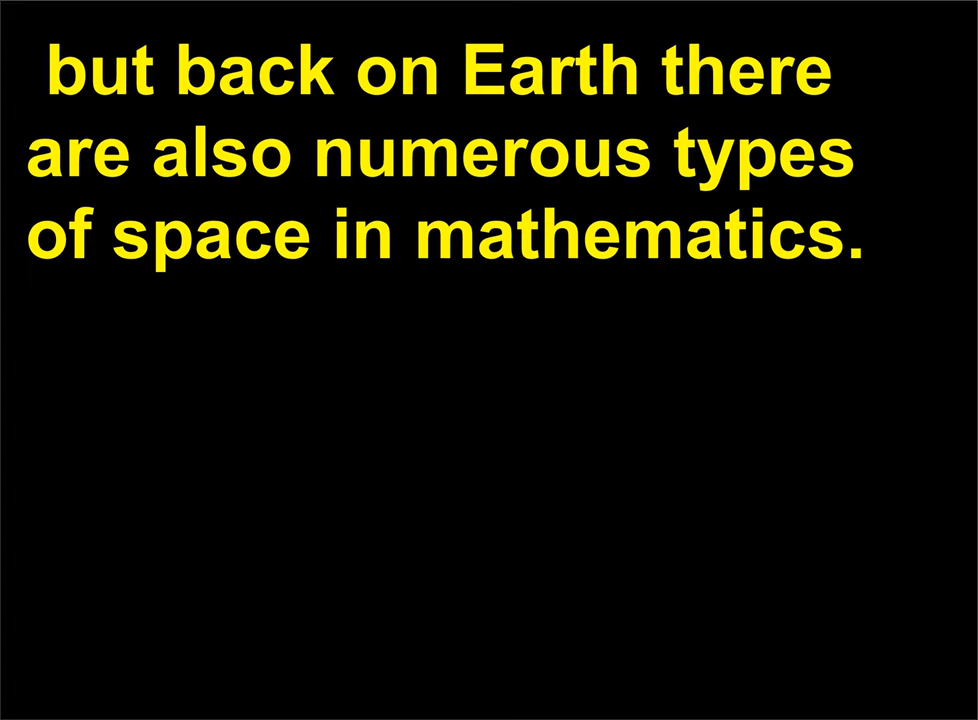 but back on Earth there
are also numerous types
of space in mathematics.